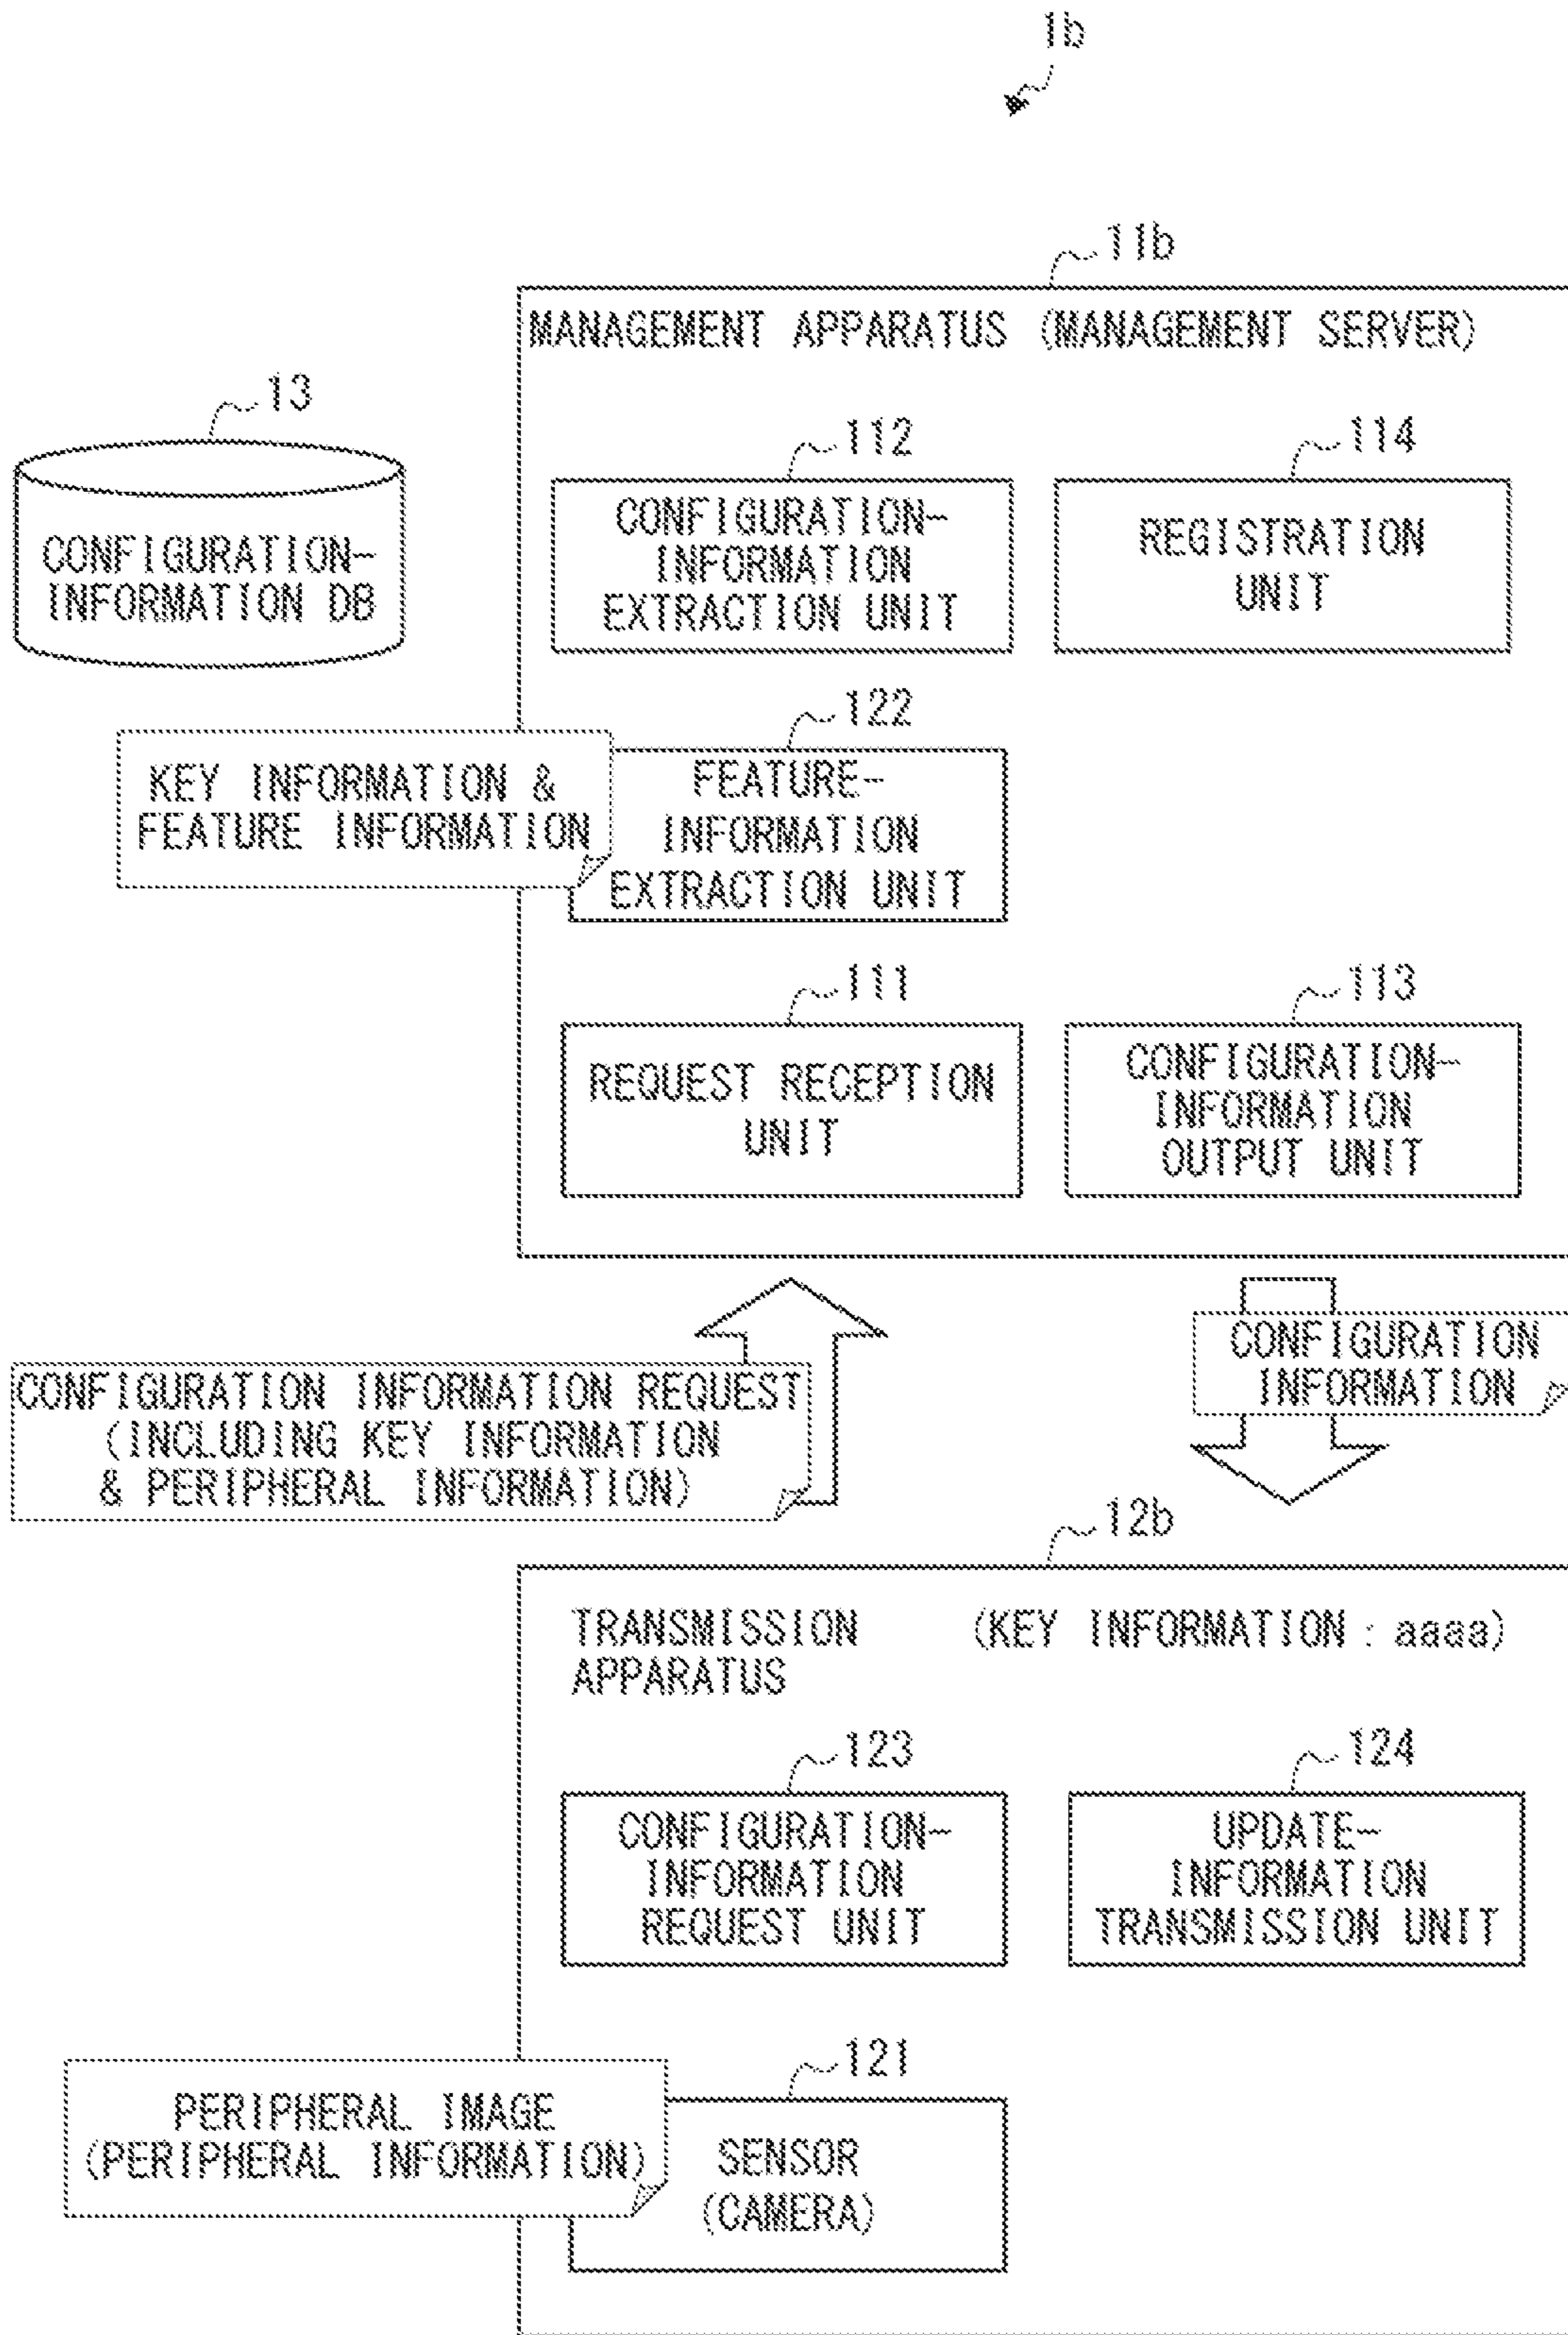 1b
11b
MANAGEMENT APPARATUS (MANAGEMENT SERVER)
13
CONFIGURATION-
INFORMATION DB
112
CONFIGURATION-
INFORMATION
EXTRACTION UNIT
114
REGISTRATION
UNIT
KEY INFORMATION &
FEATURE INFORMATION
122
FEATURE-
INFORMATION
EXTRACTION UNIT
111
REQUEST RECEPTION
UNIT
113
CONFIGURATION-
INFORMATION
OUTPUT UNIT
CONFIGURATION INFORMATION REQUEST
(INCLUDING KEY INFORMATION
& PERIPHERAL INFORMATION)
CONFIGURATION
INFORMATION
12b
TRANSMISSION
APPARATUS
(KEY INFORMATION : aaaa)
123
CONFIGURATION-
INFORMATION
REQUEST UNIT
124
UPDATE-
INFORMATION
TRANSMISSION UNIT
PERIPHERAL IMAGE
(PERIPHERAL INFORMATION)
121
SENSOR
(CAMERA)